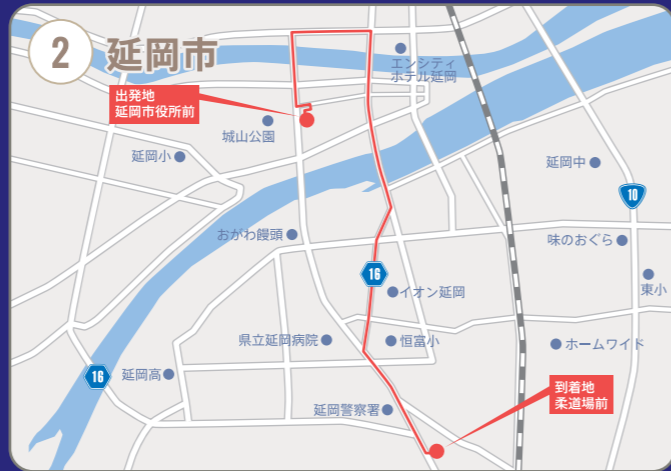 2 延岡市
エンシティ
ホテル延岡
出発地
延岡市役所前
城山公園
延岡小
延岡中
10
おがわ饅頭
味のおぐら
16
イオン延岡
東小
県立延岡病院
恒富小
ホームワイド
16
延岡高
到着地
柔道場前
延岡警察署